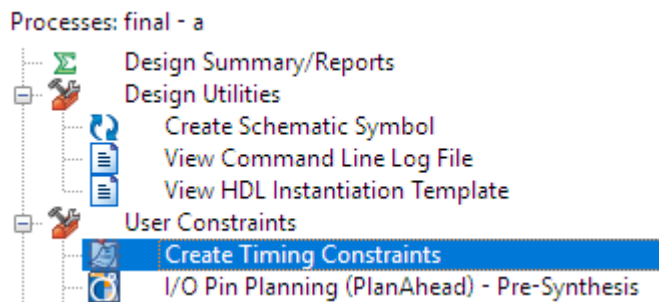 Processes: final - a
Design Summary/Reports
Design Utilities
Create Schematic Symbol
View Command Line Log File
View HDL Instantiation Template
User Constraints
Create Timing Constraints
I/O Pin Planning (PlanAhead) - Pre-Synthesis